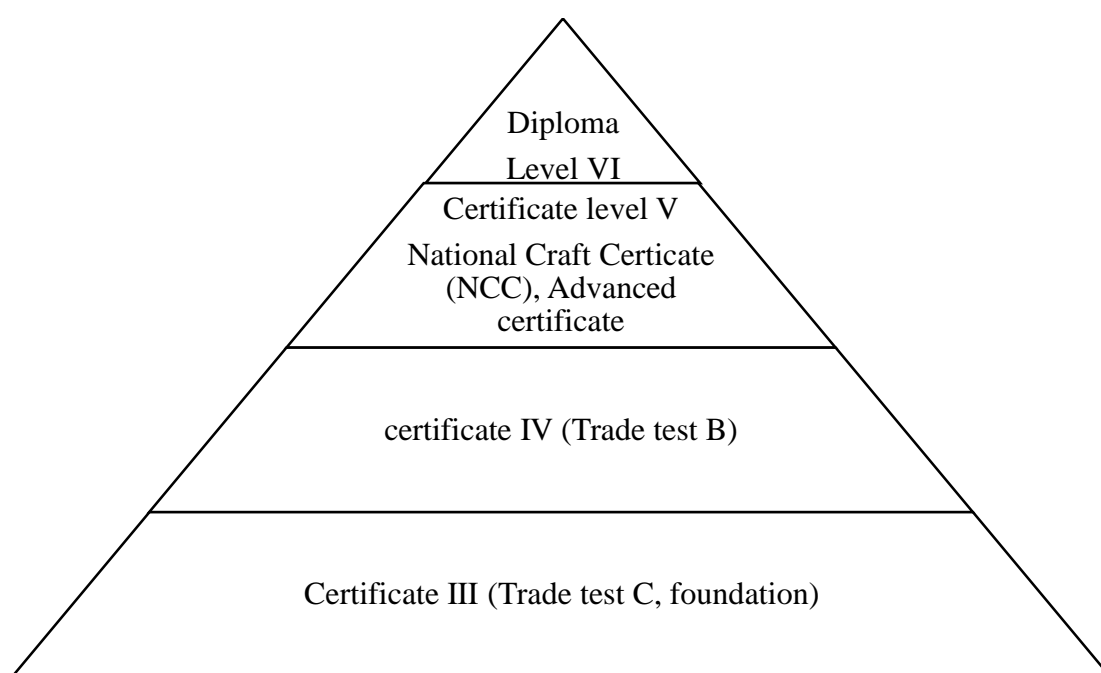 Diploma
Level VI
Certificate level V
National Craft Certicate
(NCC), Advanced
certificate
certificate IV (Trade test B)
Certificate III (Trade test C, foundation)